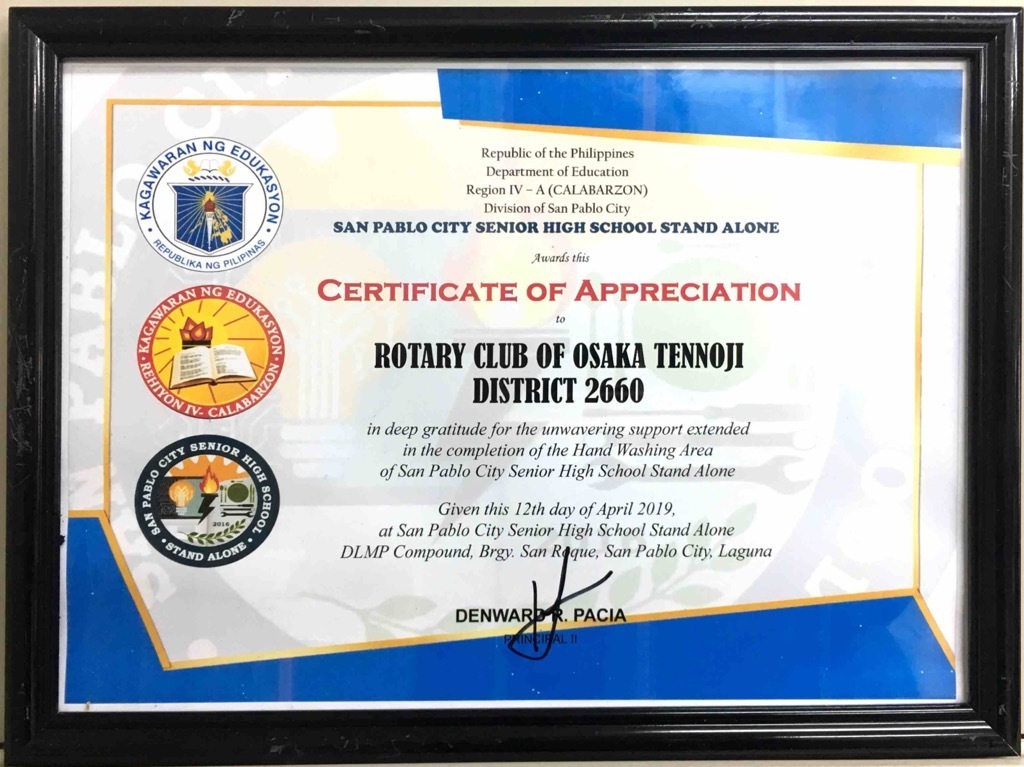 KAGAWARAN NG EDUKASYON
REPUBLIKA NG PILIPINAS
KAGAWARAN NG EDUKASYON
REHIYON IV- CALABARZON
SAN PABLO CITY SENIOR HIGH SCHOOL
2016
STAND ALONE
Republic of the Philippines
Department of Education
Region IV – A (CALABARZON)
Division of San Pablo City
SAN PABLO CITY SENIOR HIGH SCHOOL STAND ALONE
Awards this
CERTIFICATE OF APPRECIATION
to
ROTARY CLUB OF OSAKA TENNOJI
DISTRICT 2660
in deep gratitude for the unwavering support extended
in the completion of the Hand Washing Area
of San Pablo City Senior High School Stand Alone
Given this 12th day of April 2019,
at San Pablo City Senior High School Stand Alone
DLMP Compound, Brgy. San Roque, San Pablo City, Laguna
DENWARD R. PACIA
PRINCIPAL II